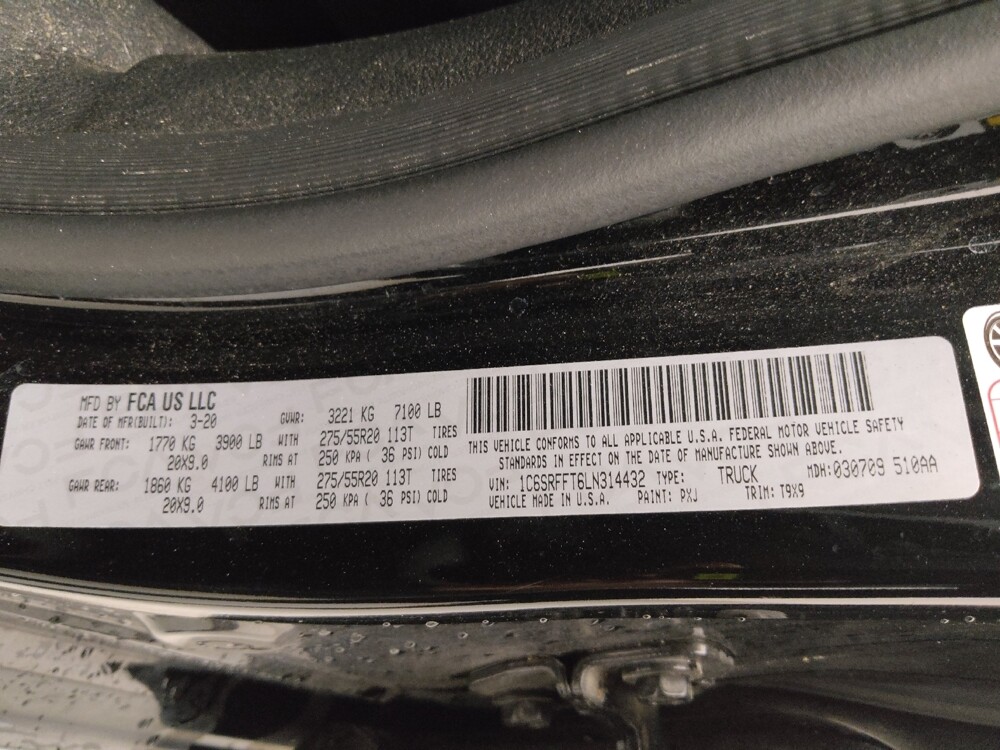 MFD BY FCA US LLC
DATE OF MFR(BUILT): 3-20 GVWR: 3221 KG 7100 LB
GAWR FRONT: 1770 KG 3900 LB WITH 275/55R20 113T TIRES
20X9.0 RIMS AT 250 KPA ( 36 PSI) COLD
GAWR REAR: 1860 KG 4100 LB WITH 275/55R20 113T TIRES
20X9.0 RIMS AT 250 KPA ( 36 PSI) COLD
THIS VEHICLE CONFORMS TO ALL APPLICABLE U.S.A. FEDERAL MOTOR VEHICLE SAFETY
STANDARDS IN EFFECT ON THE DATE OF MANUFACTURE SHOWN ABOVE.
VIN: 1C6SRFFT6LN314432 TYPE: TRUCK MDH: 030709 510AA
VEHICLE MADE IN U.S.A. PAINT: PXJ TRIM: T9X9